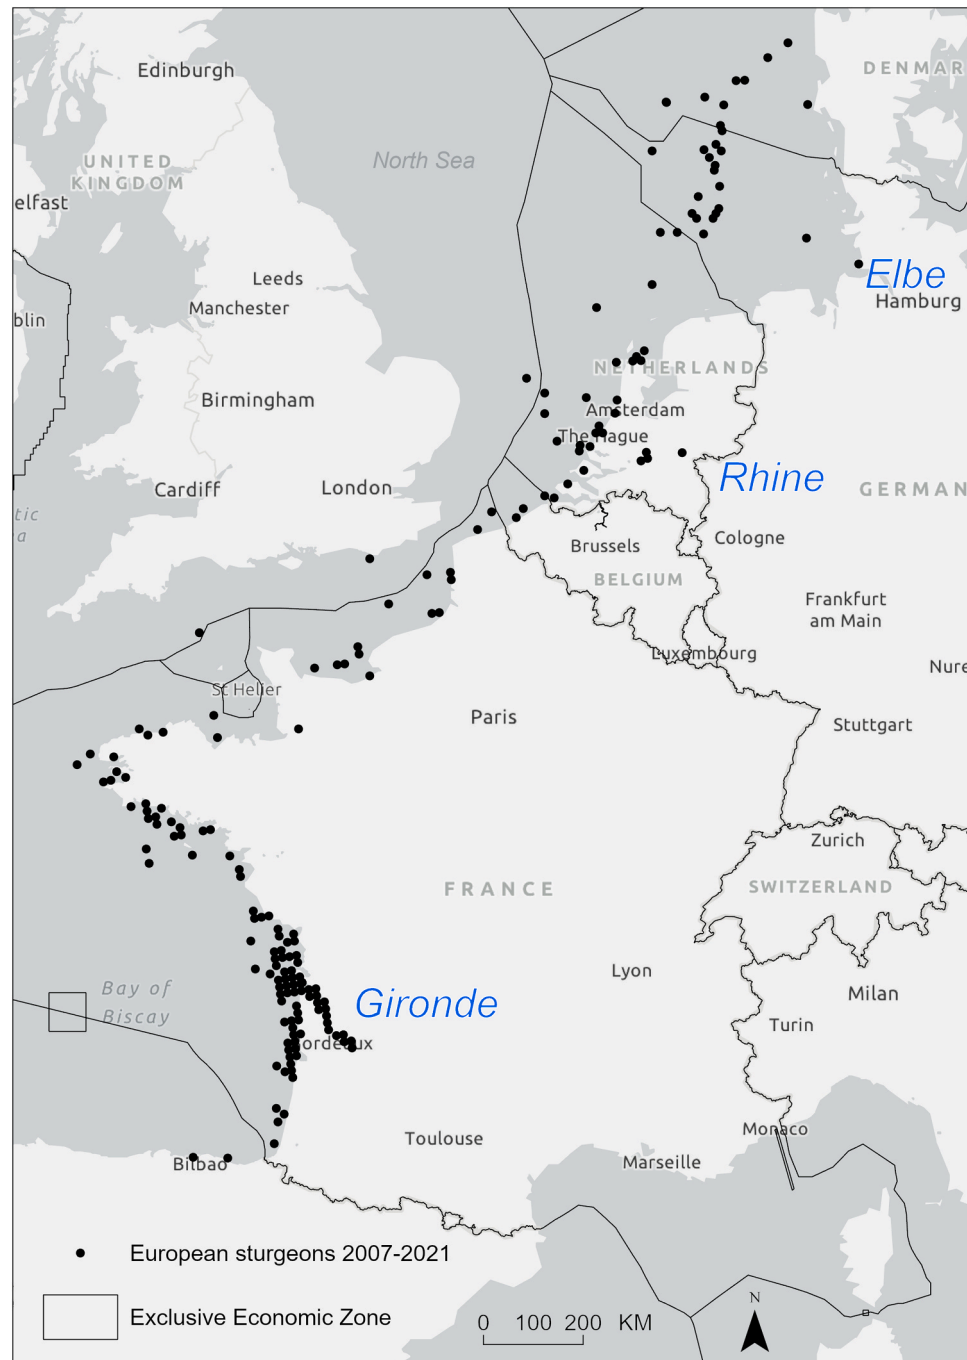 Edinburgh
DENMAR
North Sea
UNITED
KINGDOM
elfast
Elbe
Leeds
Hamburg
Manchester
blin
NETHERLANDS
Birmingham
Amsterdam
The Hague
Rhine
Cardiff
London
GERMAN
tic
a
Cologne
Brussels
BELGIUM
Frankfurt
am Main
Luxembourg
Nure
St Helier
Paris
Stuttgart
Zurich
FRANCE
SWITZERLAND
Lyon
Bay of
Biscay
Gironde
Milan
Turin
ordeaux
Monaco
Toulouse
Bilbao
Marseille
European sturgeons 2007-2021
Exclusive Economic Zone
N
0 100 200 KM